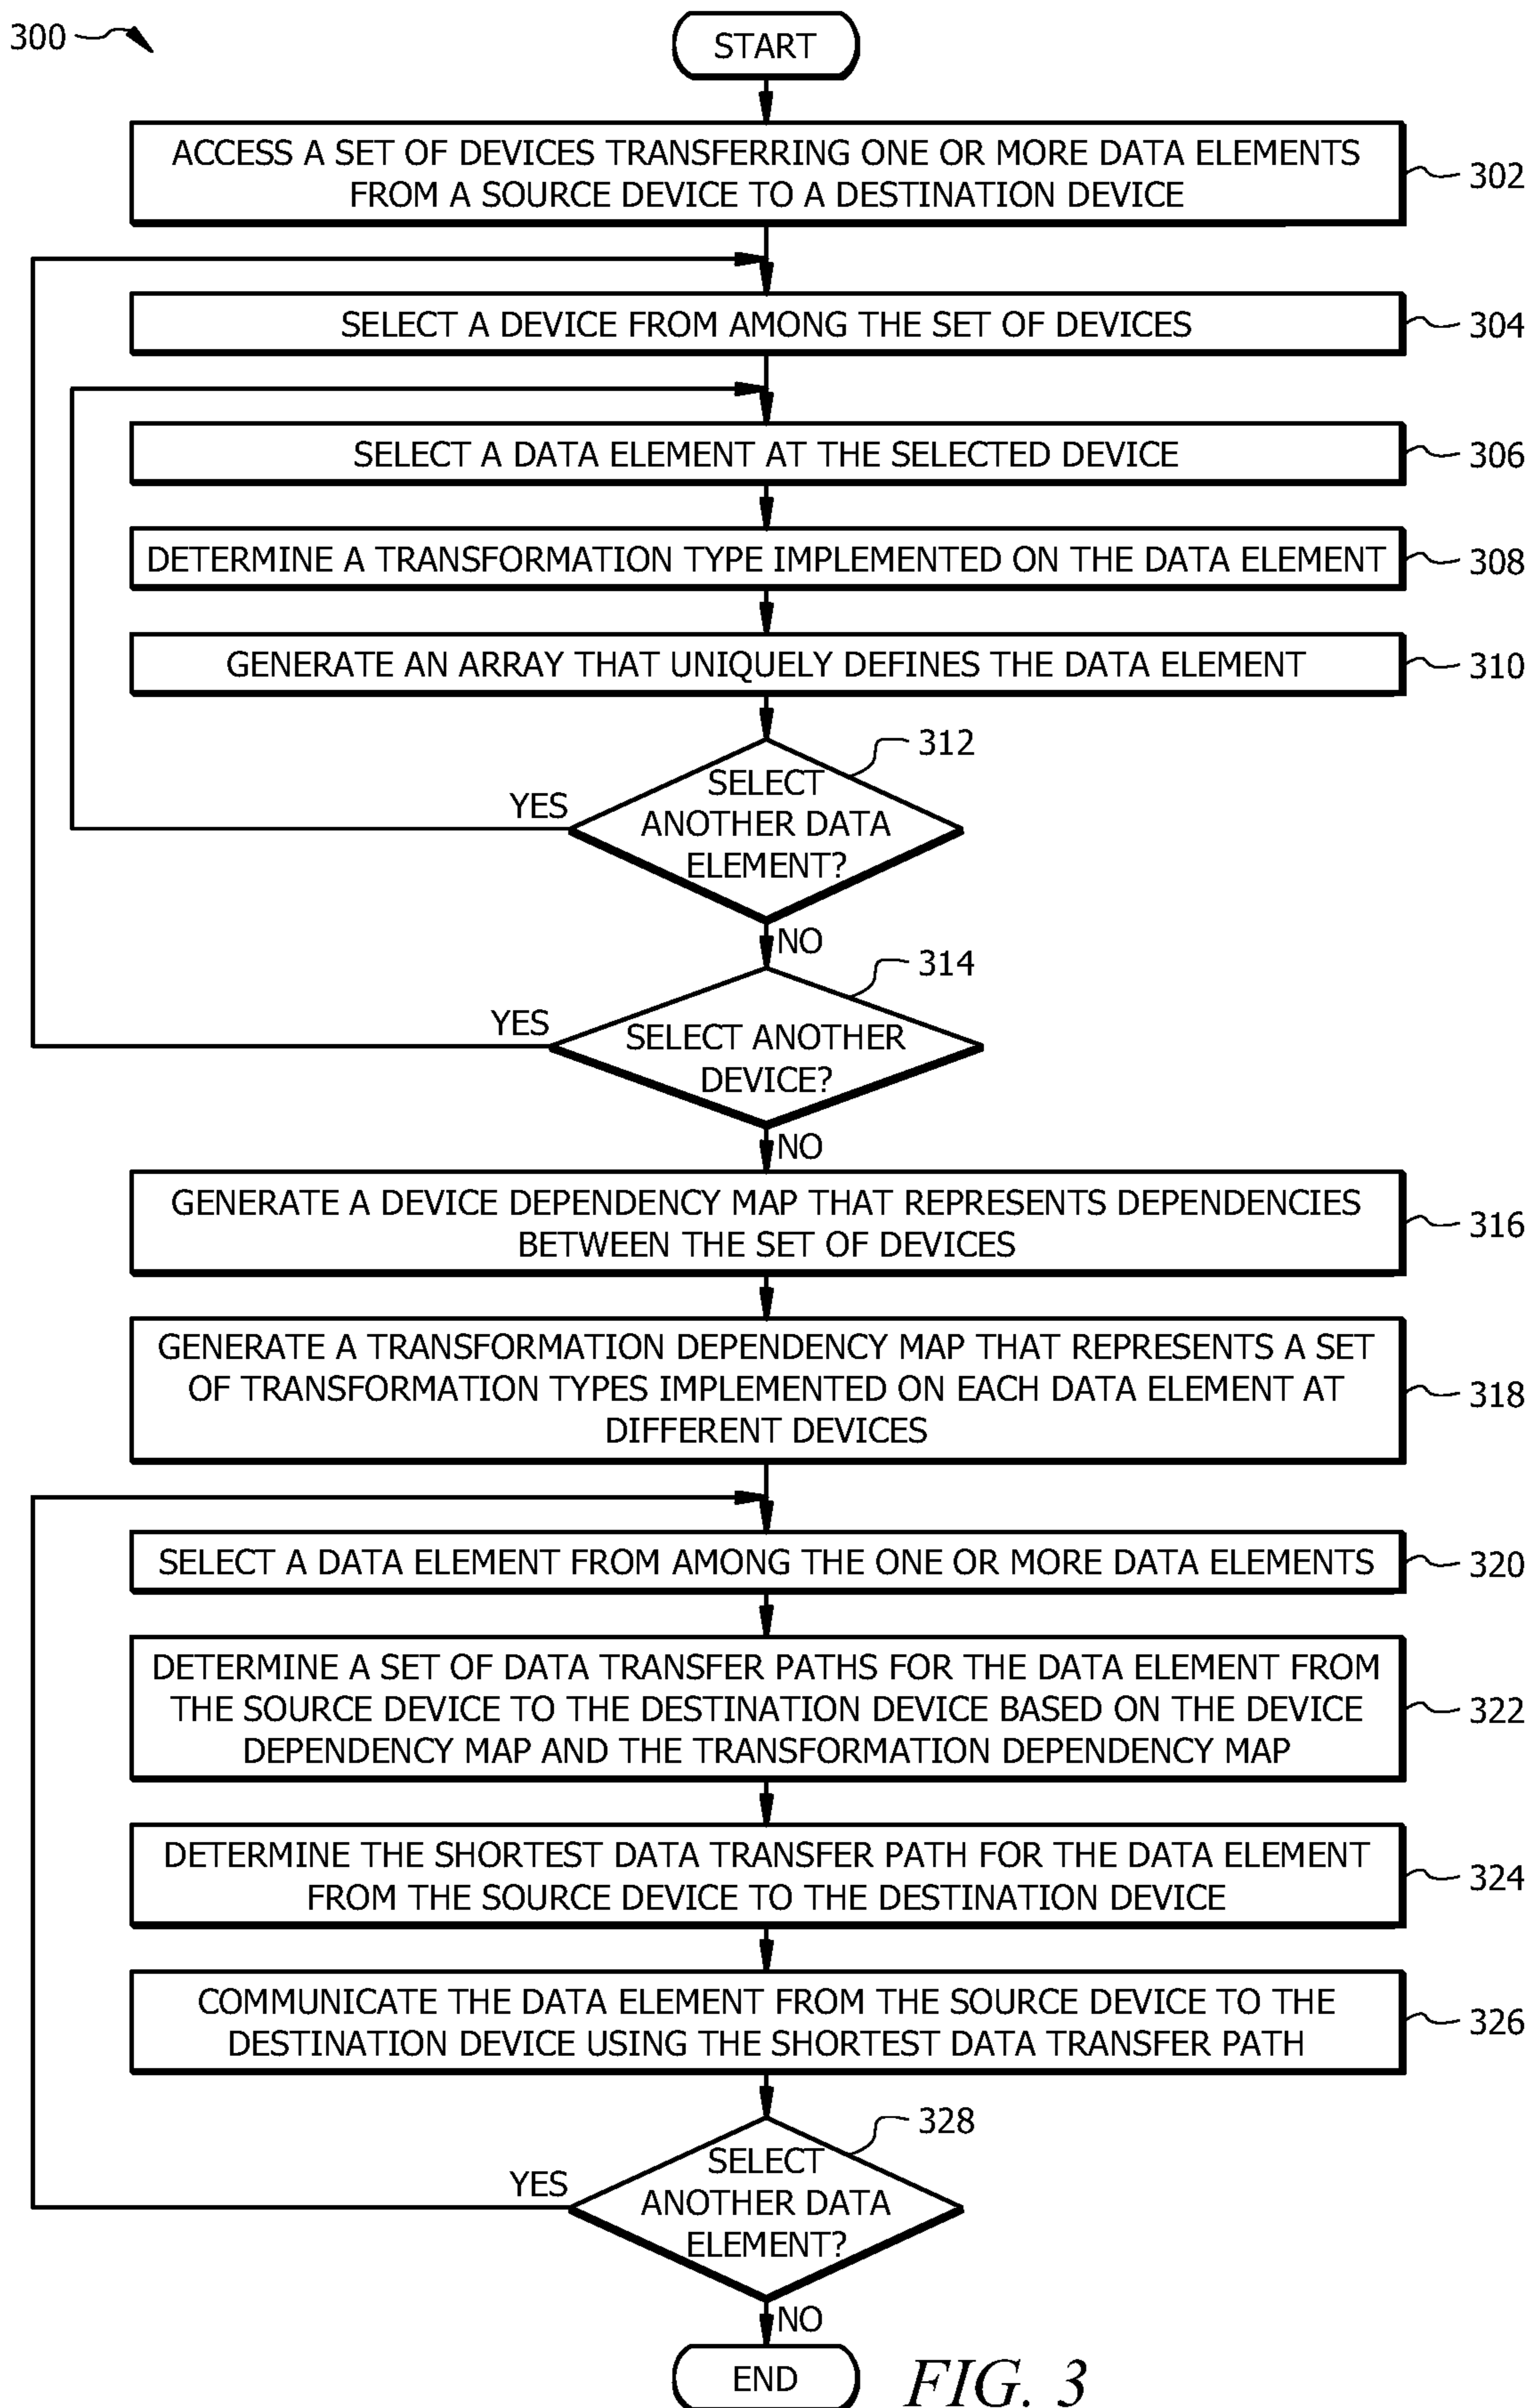 300
START
ACCESS A SET OF DEVICES TRANSFERRING ONE OR MORE DATA ELEMENTS
FROM A SOURCE DEVICE TO A DESTINATION DEVICE
302
SELECT A DEVICE FROM AMONG THE SET OF DEVICES
304
SELECT A DATA ELEMENT AT THE SELECTED DEVICE
306
DETERMINE A TRANSFORMATION TYPE IMPLEMENTED ON THE DATA ELEMENT
308
GENERATE AN ARRAY THAT UNIQUELY DEFINES THE DATA ELEMENT
310
312
SELECT
ANOTHER DATA
ELEMENT?
YES
NO
314
SELECT ANOTHER
DEVICE?
YES
NO
GENERATE A DEVICE DEPENDENCY MAP THAT REPRESENTS DEPENDENCIES
BETWEEN THE SET OF DEVICES
316
GENERATE A TRANSFORMATION DEPENDENCY MAP THAT REPRESENTS A SET
OF TRANSFORMATION TYPES IMPLEMENTED ON EACH DATA ELEMENT AT
DIFFERENT DEVICES
318
SELECT A DATA ELEMENT FROM AMONG THE ONE OR MORE DATA ELEMENTS
320
DETERMINE A SET OF DATA TRANSFER PATHS FOR THE DATA ELEMENT FROM
THE SOURCE DEVICE TO THE DESTINATION DEVICE BASED ON THE DEVICE
DEPENDENCY MAP AND THE TRANSFORMATION DEPENDENCY MAP
322
DETERMINE THE SHORTEST DATA TRANSFER PATH FOR THE DATA ELEMENT
FROM THE SOURCE DEVICE TO THE DESTINATION DEVICE
324
COMMUNICATE THE DATA ELEMENT FROM THE SOURCE DEVICE TO THE
DESTINATION DEVICE USING THE SHORTEST DATA TRANSFER PATH
326
328
SELECT
ANOTHER DATA
ELEMENT?
YES
NO
END
FIG. 3